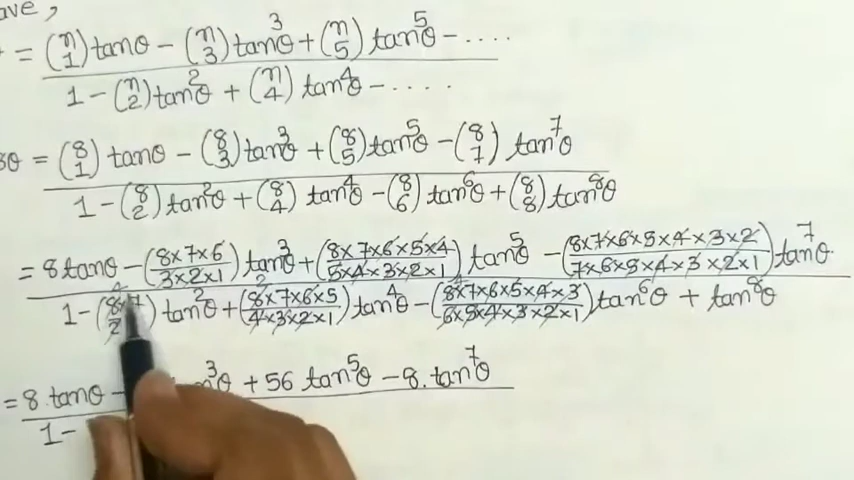 ave,
= (n 1) tanθ - (n 3) tan³θ + (n 5) tan⁵θ - ....
1 - (n 2) tan²θ + (n 4) tan⁴θ - ....
8θ = (8 1) tanθ - (8 3) tan³θ + (8 5) tan⁵θ - (8 7) tan⁷θ
1 - (8 2) tan²θ + (8 4) tan⁴θ - (8 6) tan⁶θ + (8 8) tan⁸θ
= 8 tanθ - (8×7×6 / 3×2×1) tan³θ + (8×7×6×5×4 / 5×4×3×2×1) tan⁵θ - (8×7×6×5×4×3×2 / 7×6×5×4×3×2×1) tan⁷θ
1 - (8×7 / 2) tan²θ + (8×7×6×5 / 4×3×2×1) tan⁴θ - (8×7×6×5×4×3 / 6×5×4×3×2×1) tan⁶θ + tan⁸θ
= 8.tanθ - tan³θ + 56 tan⁵θ - 8.tan⁷θ
1 -